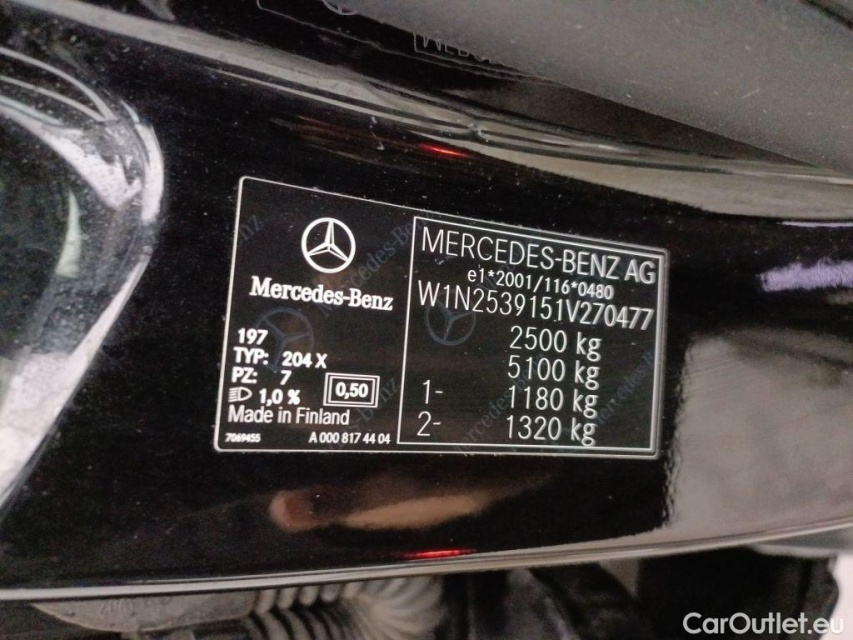 Mercedes-Benz
197
TYP: 204 X
PZ: 7
1,0 % 0,50
Made in Finland
7069455 A 000 817 44 04
MERCEDES-BENZ AG
e1*2001/116*0480
W1N2539151V270477
2500 kg
5100 kg
1- 1180 kg
2- 1320 kg
CarOutlet.eu